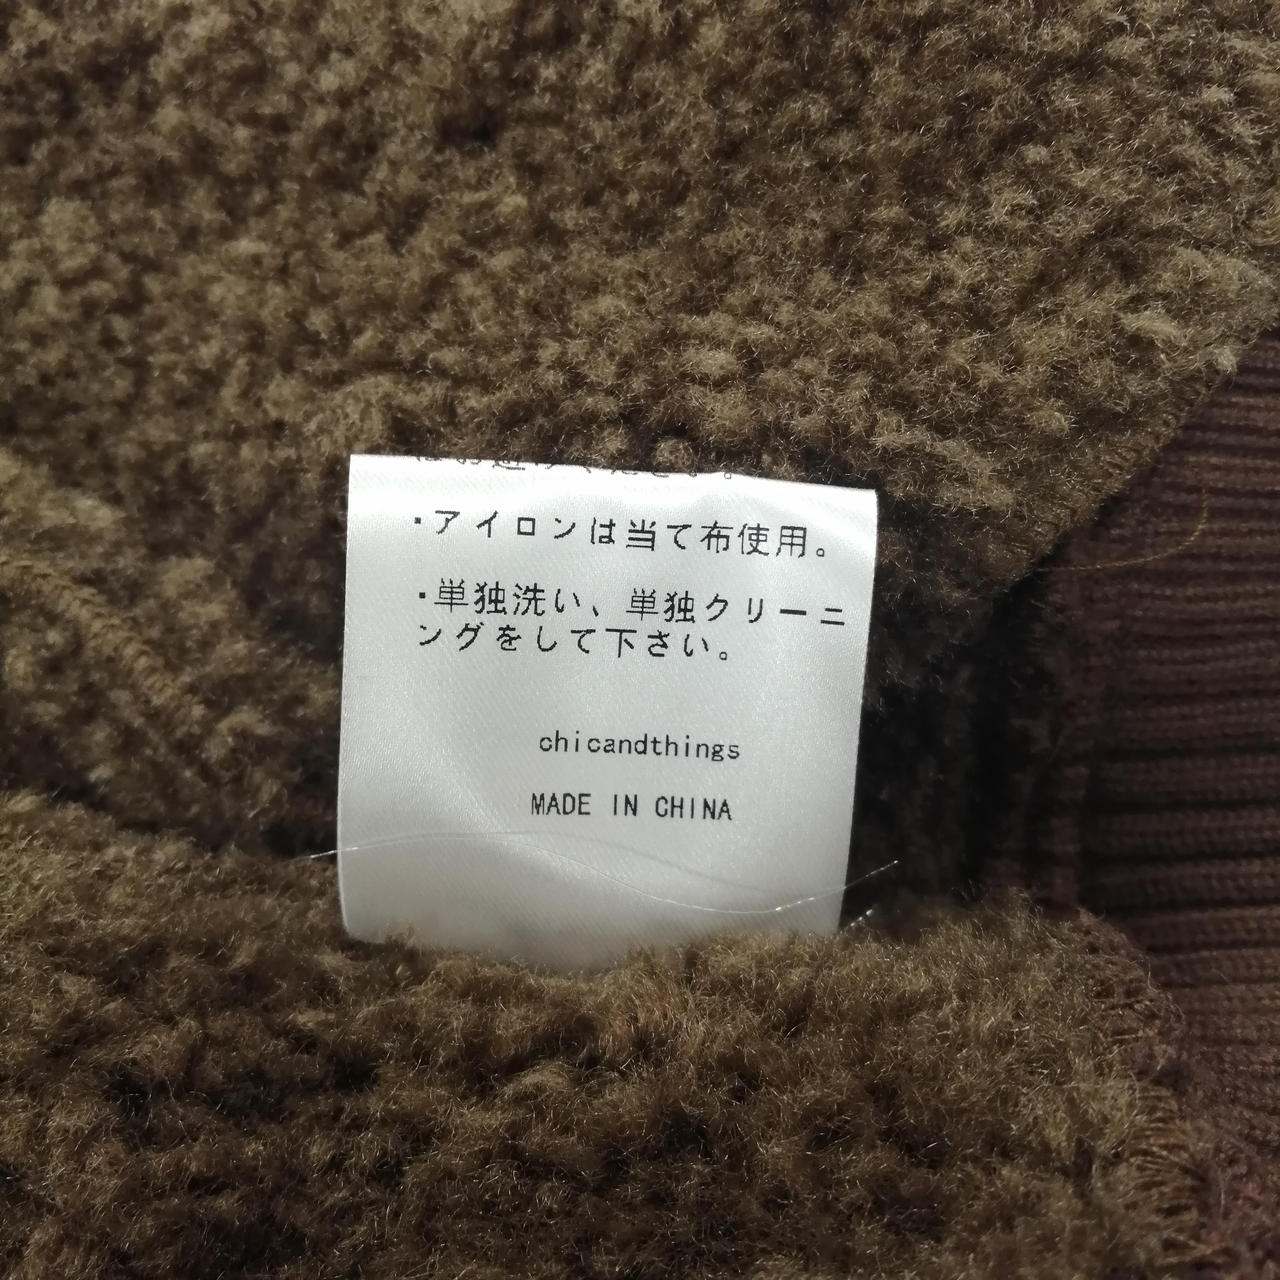 ・アイロンは当て布使用。
・単独洗い、単独クリーニ
ングをして下さい。
chicandthings
MADE IN CHINA